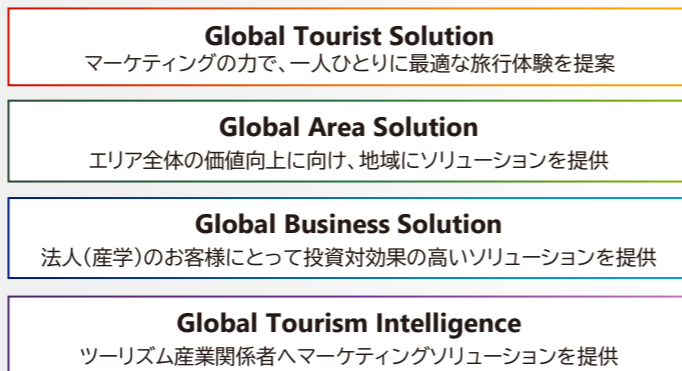 Global Tourist Solution
マーケティングの力で、一人ひとりに最適な旅行体験を提案
Global Area Solution
エリア全体の価値向上に向け、地域にソリューションを提供
Global Business Solution
法人(産学)のお客様にとって投資対効果の高いソリューションを提供
Global Tourism Intelligence
ツーリズム産業関係者へマーケティングソリューションを提供